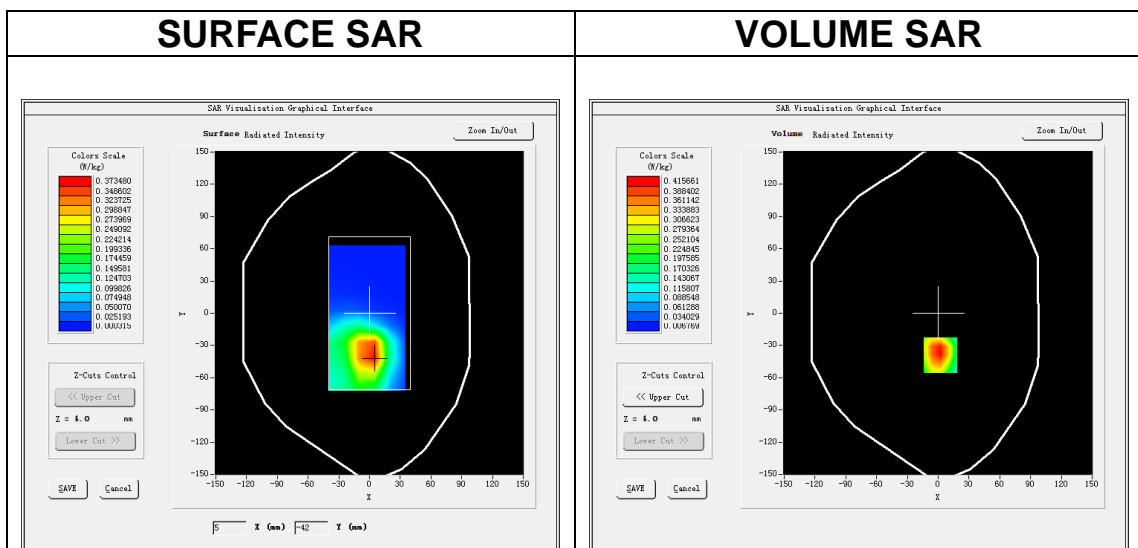 SURFACE SAR
VOLUME SAR
SAR Visualisation Graphical Interface
Surface Radiated Intensity
Zoom In/Out
Colors Scale
(W/kg)
0.373480
0.348602
0.323725
0.298847
0.273969
0.249092
0.224214
0.199336
0.174459
0.149581
0.124703
0.099826
0.074948
0.050070
0.025193
0.000315
150
120
90
60
30
0
-30
-60
-90
-120
-150
Y
-150 -120 -90 -60 -30 0 30 60 90 120 150
X
Z-Cuts Control
<< Upper Cut
Z = 4.0 mm
Lower Cut >>
SAVE Cancel
5 X (mm) -42 Y (mm)
SAR Visualisation Graphical Interface
Volume Radiated Intensity
Zoom In/Out
Colors Scale
(W/kg)
0.415661
0.388402
0.361142
0.333883
0.306623
0.279364
0.252104
0.224845
0.197585
0.170326
0.143067
0.115807
0.088548
0.061288
0.034029
0.006769
150
120
90
60
30
0
-30
-60
-90
-120
-150
Y
-150 -120 -90 -60 -30 0 30 60 90 120 150
X
Z-Cuts Control
<< Upper Cut
Z = 4.0 mm
Lower Cut >>
SAVE Cancel